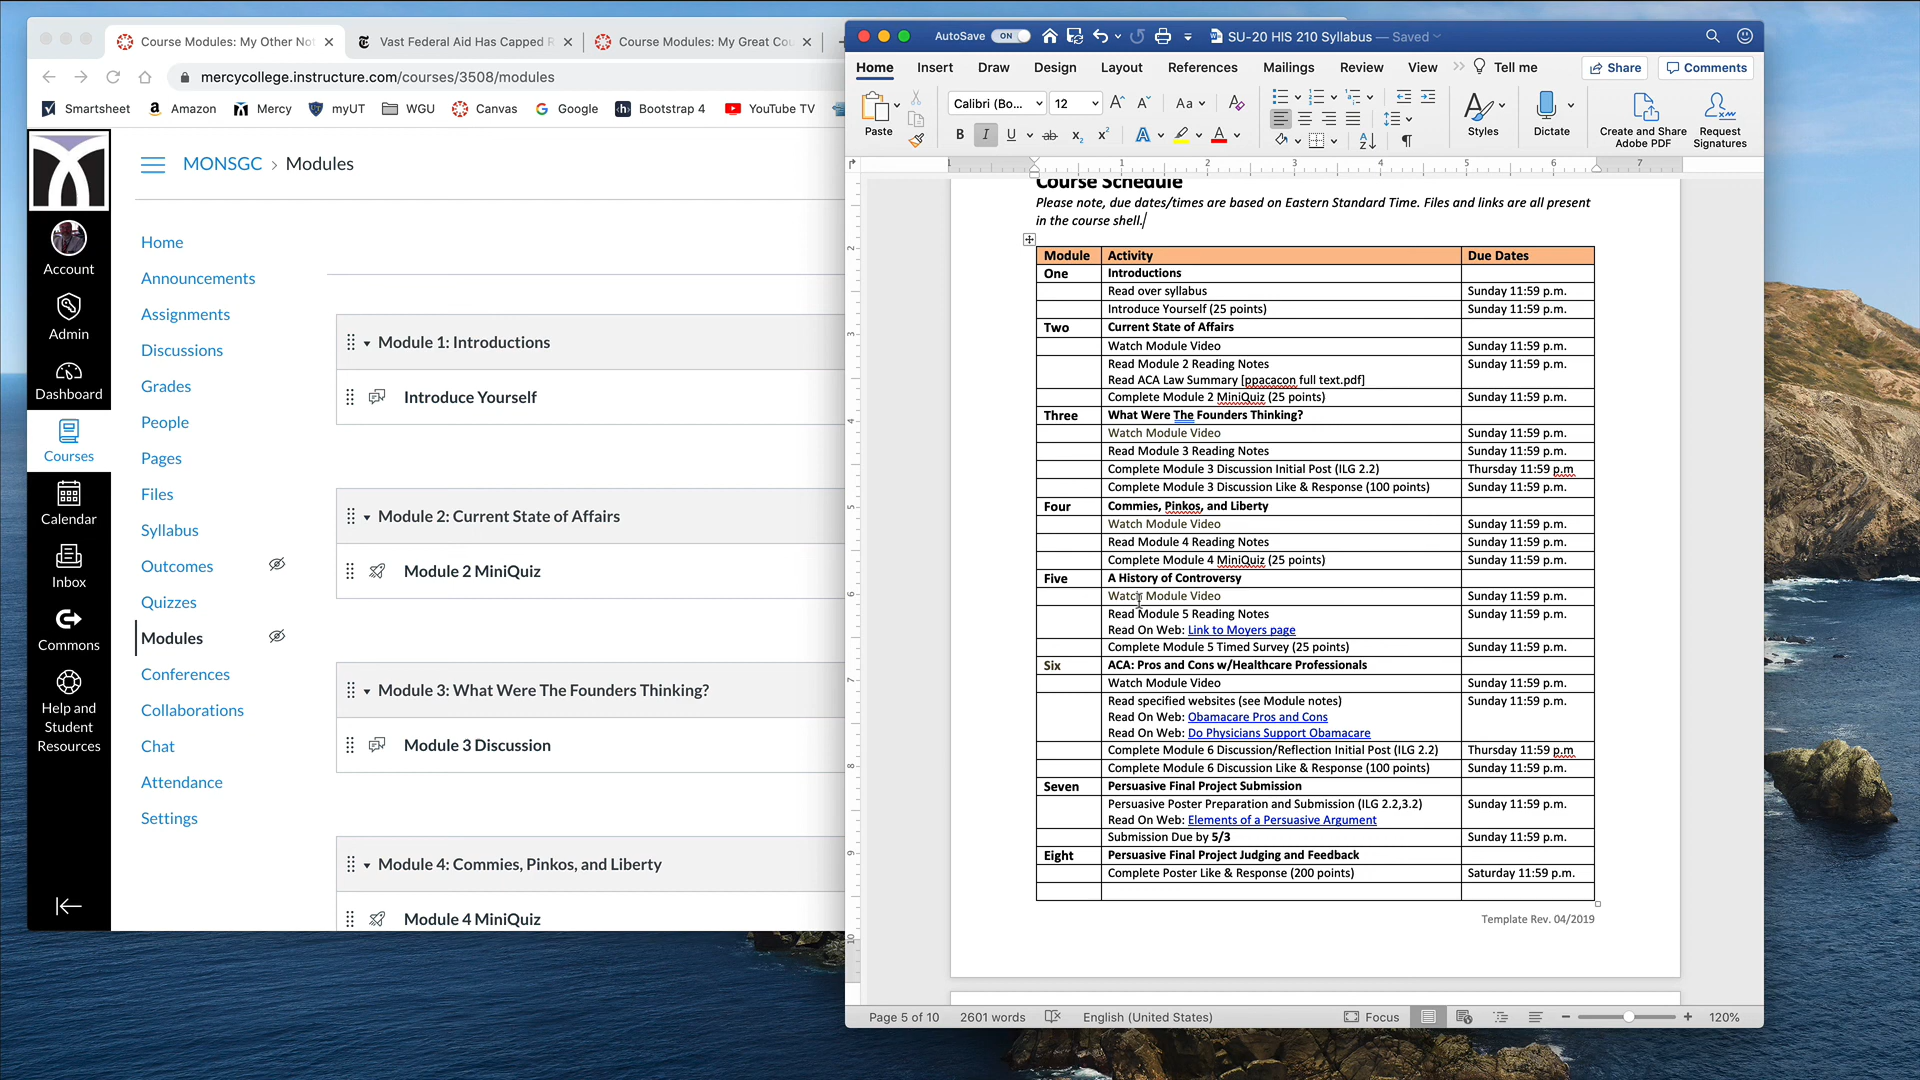 Course Modules: My Other Not
Vast Federal Aid Has Capped R
Course Modules: My Great Cou
mercycollege.instructure.com/courses/3508/modules
Smartsheet
Amazon
Mercy
myUT
WGU
Canvas
Google
Bootstrap 4
YouTube TV
MONSGC > Modules
Account
Admin
Dashboard
Courses
Calendar
Inbox
Commons
Help and
Student
Resources
Home
Announcements
Assignments
Discussions
Grades
People
Pages
Files
Syllabus
Outcomes
Quizzes
Modules
Conferences
Collaborations
Chat
Attendance
Settings
Module 1: Introductions
Introduce Yourself
Module 2: Current State of Affairs
Module 2 MiniQuiz
Module 3: What Were The Founders Thinking?
Module 3 Discussion
Module 4: Commies, Pinkos, and Liberty
Module 4 MiniQuiz
AutoSave ON
SU-20 HIS 210 Syllabus — Saved
Home Insert Draw Design Layout References Mailings Review View Tell me
Share
Comments
Paste
Calibri (Bo... 12
Styles
Dictate
Create and Share
Adobe PDF
Request
Signatures
Course Schedule
Please note, due dates/times are based on Eastern Standard Time. Files and links are all present
in the course shell.
Module Activity Due Dates
One Introductions
Read over syllabus Sunday 11:59 p.m.
Introduce Yourself (25 points) Sunday 11:59 p.m.
Two Current State of Affairs
Watch Module Video Sunday 11:59 p.m.
Read Module 2 Reading Notes Sunday 11:59 p.m.
Read ACA Law Summary [ppacacon full text.pdf]
Complete Module 2 MiniQuiz (25 points) Sunday 11:59 p.m.
Three What Were The Founders Thinking?
Watch Module Video Sunday 11:59 p.m.
Read Module 3 Reading Notes Sunday 11:59 p.m.
Complete Module 3 Discussion Initial Post (ILG 2.2) Thursday 11:59 p.m
Complete Module 3 Discussion Like & Response (100 points) Sunday 11:59 p.m.
Four Commies, Pinkos, and Liberty
Watch Module Video Sunday 11:59 p.m.
Read Module 4 Reading Notes Sunday 11:59 p.m.
Complete Module 4 MiniQuiz (25 points) Sunday 11:59 p.m.
Five A History of Controversy
Watch Module Video Sunday 11:59 p.m.
Read Module 5 Reading Notes Sunday 11:59 p.m.
Read On Web: Link to Moyers page
Complete Module 5 Timed Survey (25 points) Sunday 11:59 p.m.
Six ACA: Pros and Cons w/Healthcare Professionals
Watch Module Video Sunday 11:59 p.m.
Read specified websites (see Module notes) Sunday 11:59 p.m.
Read On Web: Obamacare Pros and Cons
Read On Web: Do Physicians Support Obamacare
Complete Module 6 Discussion/Reflection Initial Post (ILG 2.2) Thursday 11:59 p.m
Complete Module 6 Discussion Like & Response (100 points) Sunday 11:59 p.m.
Seven Persuasive Final Project Submission
Persuasive Poster Preparation and Submission (ILG 2.2,3.2) Sunday 11:59 p.m.
Read On Web: Elements of a Persuasive Argument
Submission Due by 5/3 Sunday 11:59 p.m.
Eight Persuasive Final Project Judging and Feedback
Complete Poster Like & Response (200 points) Saturday 11:59 p.m.
Template Rev. 04/2019
Page 5 of 10 2601 words English (United States) Focus 120%